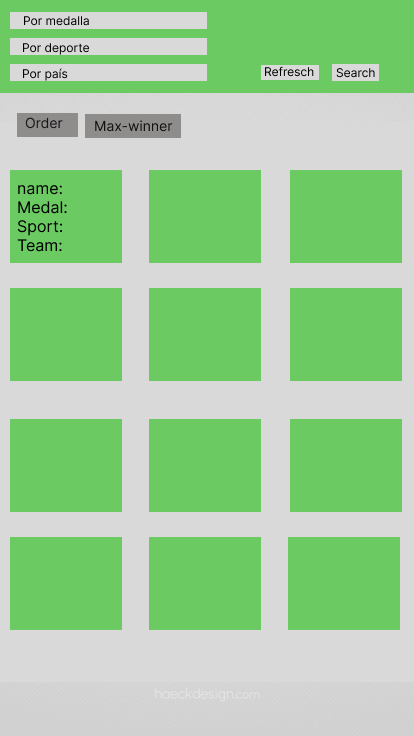 Por medalla
Por deporte
Por país
Refresch
Search
Order
Max-winner
name:
Medal:
Sport:
Team:
haeckdesign.com